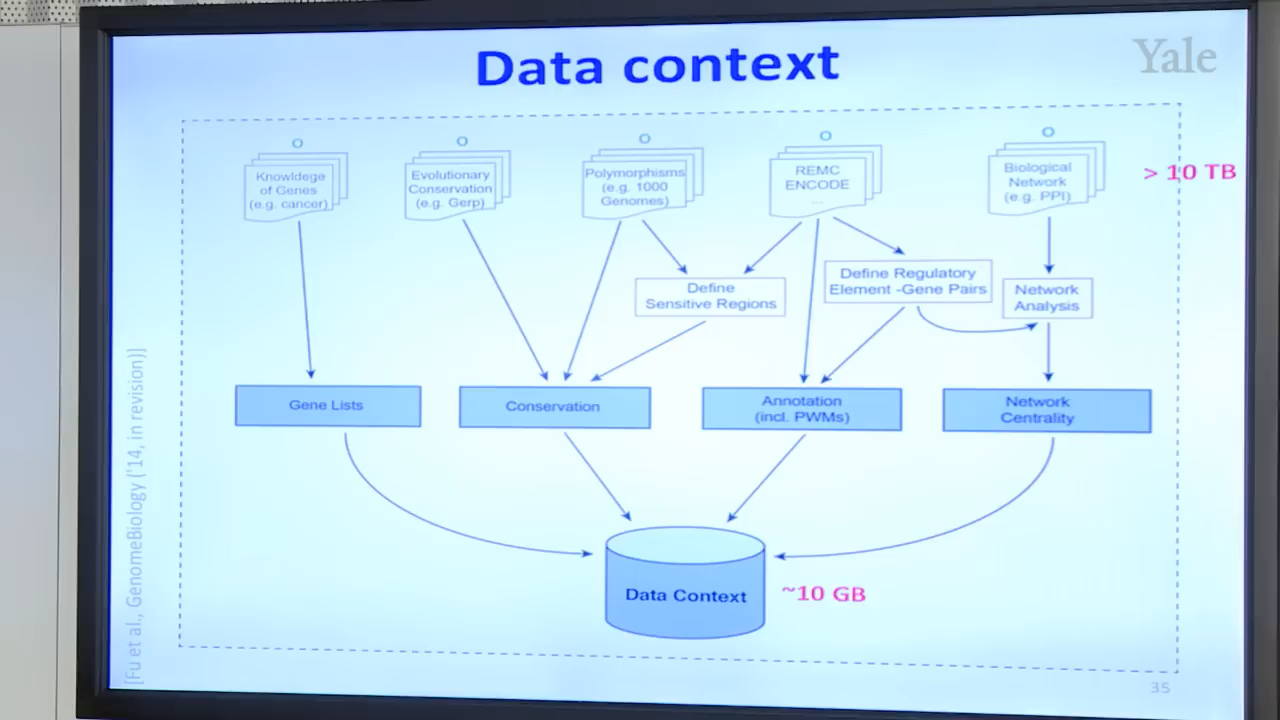 Data context
Yale
Knowldege
of Genes
(e.g. cancer)
Evolutionary
Conservation
(e.g. Gerp)
Polymorphisms
(e.g. 1000
Genomes)
REMC
ENCODE
...
Biological
Network
(e.g. PPI)
> 10 TB
Define
Sensitive Regions
Define Regulatory
Element -Gene Pairs
Network
Analysis
Gene Lists
Conservation
Annotation
(incl. PWMs)
Network
Centrality
Data Context
~10 GB
[Fu et al., GenomeBiology ('14, in revision)]
35